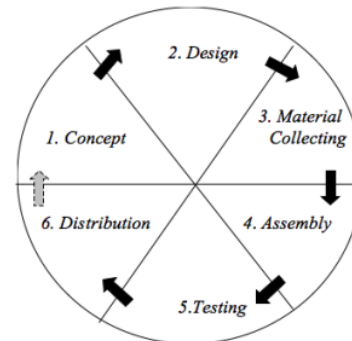 2. Design
3. Material
Collecting
1. Concept
6. Distribution
4. Assembly
5.Testing